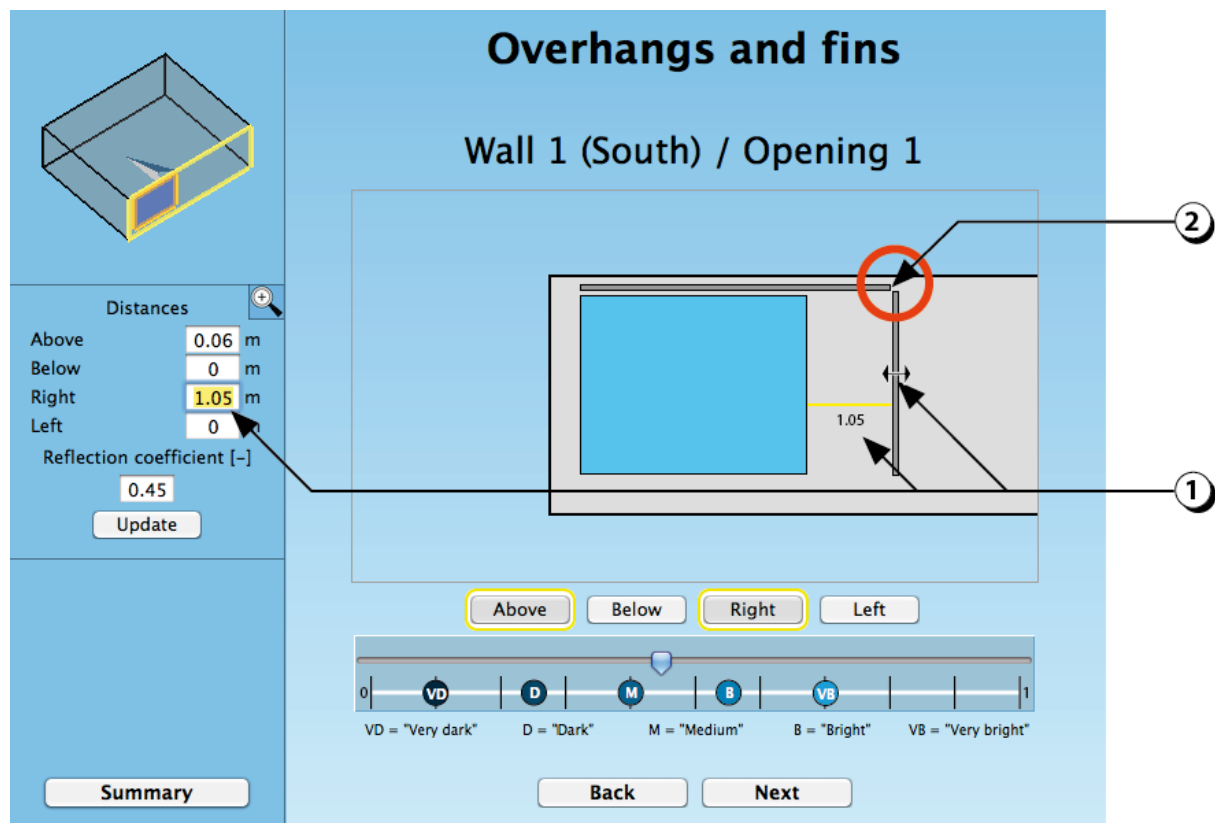 Overhangs and fins
Wall 1 (South) / Opening 1
2
Distances
Above 0.06 m
Below 0 m
Right 1.05 m
Left 0
Reflection coefficient [-]
0.45
Update
1.05
1
Above Below Right Left
0 VD D M B VB 1
VD = "Very dark" D = "Dark" M = "Medium" B = "Bright" VB = "Very bright"
Summary Back Next